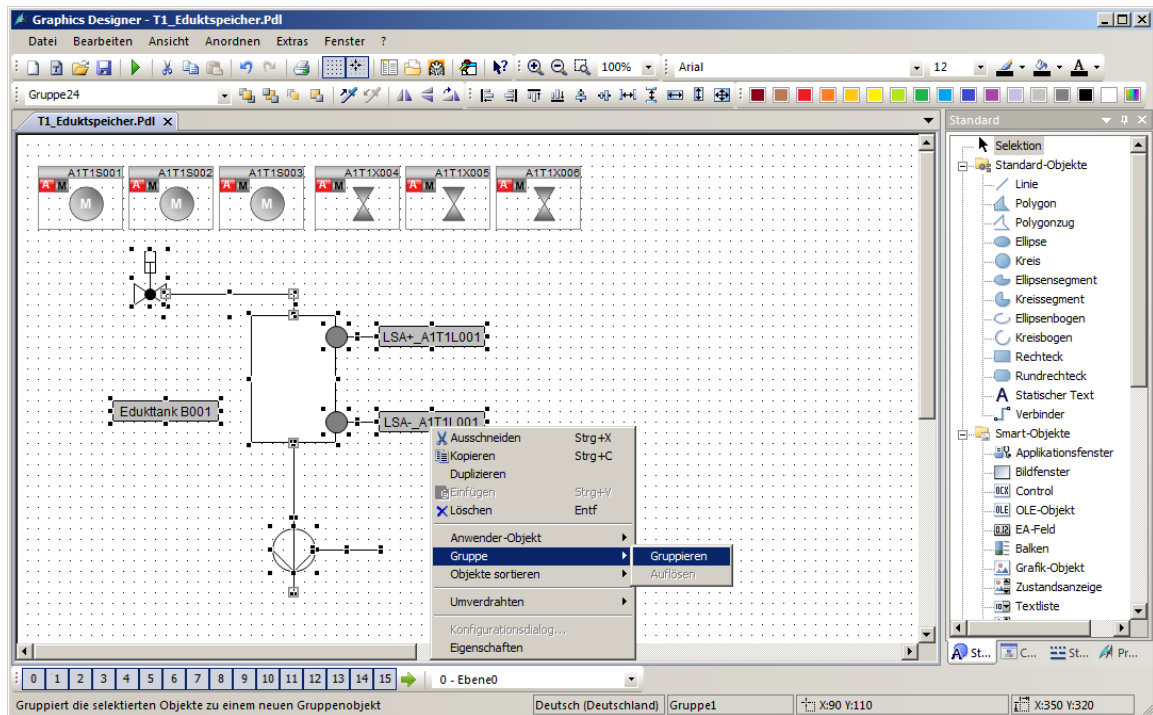 Graphics Designer - T1_Eduktspeicher.Pdl
Datei Bearbeiten Ansicht Anordnen Extras Fenster ?
100% Arial 12
Gruppe24
T1_Eduktspeicher.Pdl X
Standard
A1T1S001 A1T1S002 A1T1S003 A1T1X004 A1T1X005 A1T1X006
A M A M A M A M A M A M
M M M
LSA+_A1T1L001
Edukttank B001
LSA-_A1T1L001
Ausschneiden Strg+X
Kopieren Strg+C
Duplizieren
Einfügen Strg+V
Löschen Entf
Anwender-Objekt
Gruppe
Gruppieren
Objekte sortieren
Auflösen
Umverdrahten
Konfigurationsdialog...
Eigenschaften
Selektion
Standard-Objekte
Linie
Polygon
Polygonzug
Ellipse
Kreis
Ellipsensegment
Kreissegment
Ellipsenbogen
Kreisbogen
Rechteck
Rundrechteck
A Statischer Text
Verbinder
Smart-Objekte
Applikationsfenster
Bildfenster
OCX Control
OLE OLE-Objekt
EA-Feld
Balken
Grafik-Objekt
Zustandsanzeige
Textliste
St... C... St... Pr...
0 1 2 3 4 5 6 7 8 9 10 11 12 13 14 15 0 - Ebene0
Gruppiert die selektierten Objekte zu einem neuen Gruppenobjekt Deutsch (Deutschland) Gruppe1 X:90 Y:110 X:350 Y:320